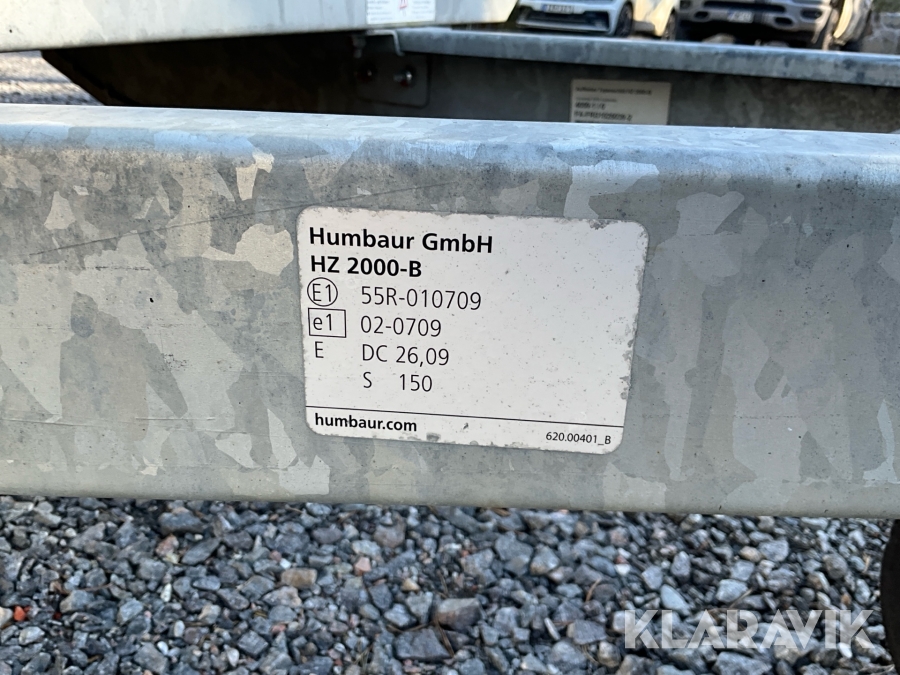 Humbaur GmbH
HZ 2000-B
E1 55R-010709
e1 02-0709
E DC 26,09
S 150
humbaur.com
620.00401_B
KLARAVIK